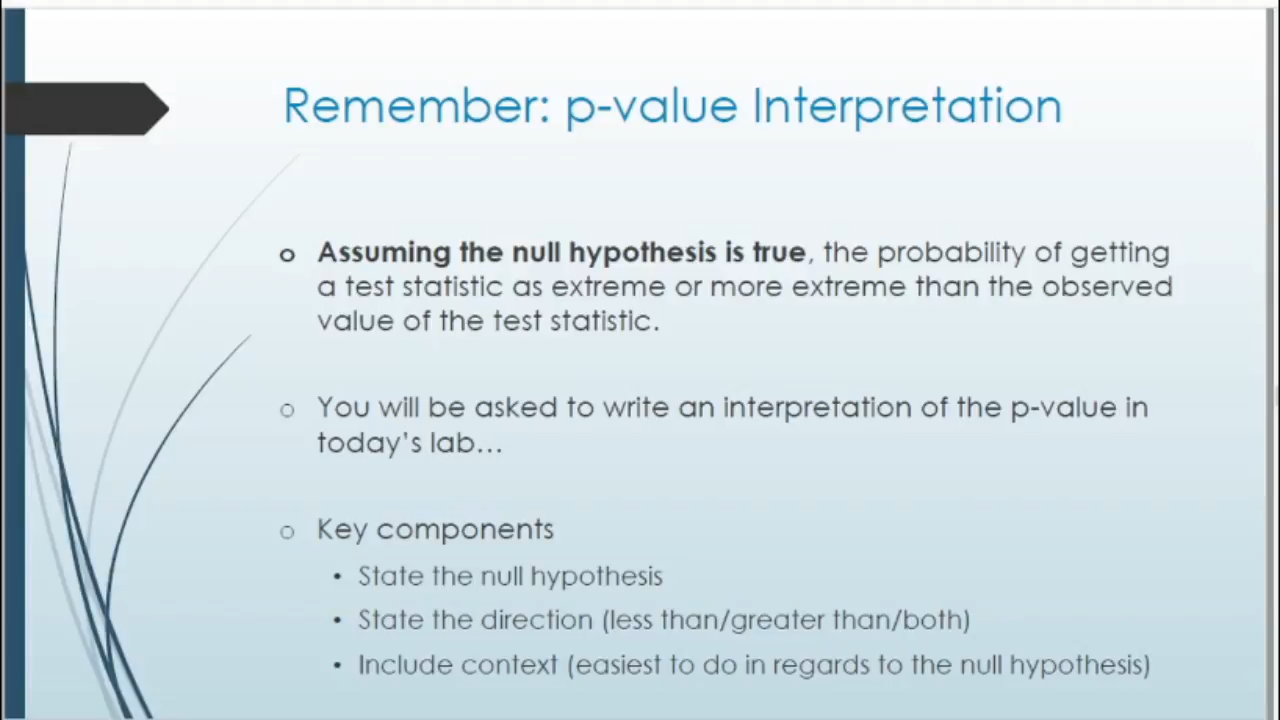 Remember: p-value Interpretation
o Assuming the null hypothesis is true, the probability of getting
a test statistic as extreme or more extreme than the observed
value of the test statistic.
o You will be asked to write an interpretation of the p-value in
today's lab…
o Key components
• State the null hypothesis
• State the direction (less than/greater than/both)
• Include context (easiest to do in regards to the null hypothesis)